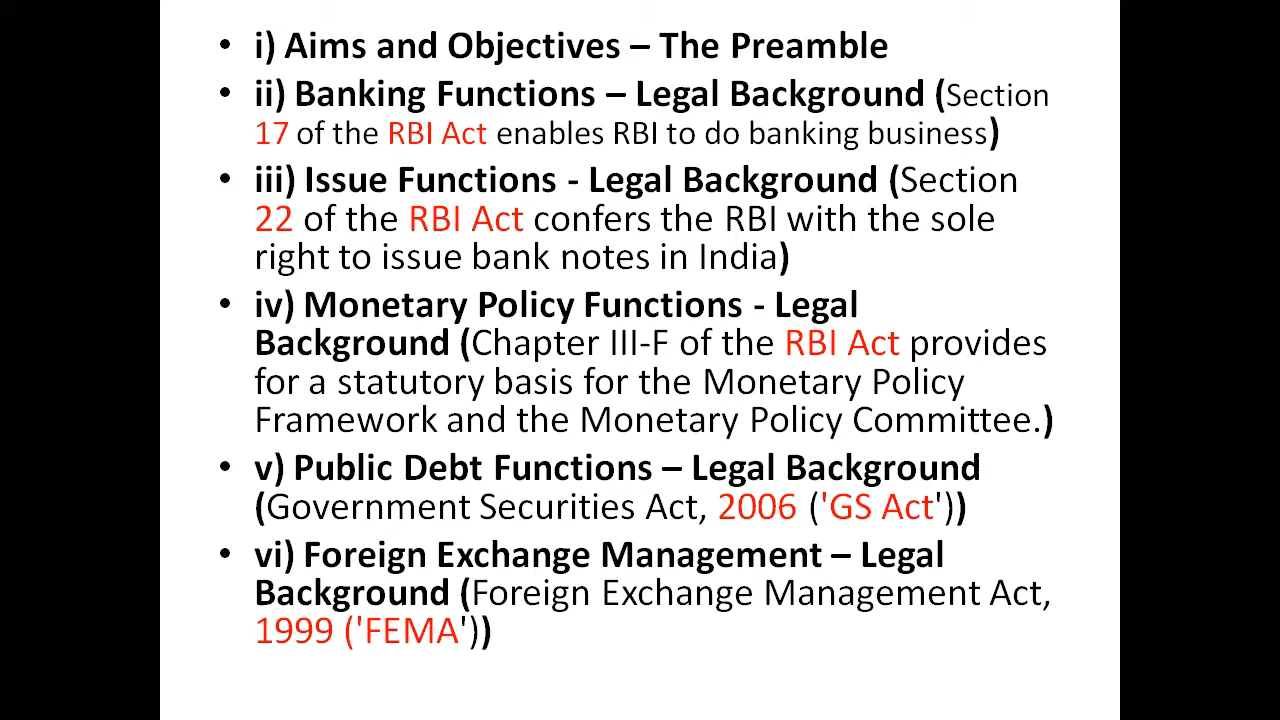 • i) Aims and Objectives – The Preamble
• ii) Banking Functions – Legal Background (Section
17 of the RBI Act enables RBI to do banking business)
• iii) Issue Functions - Legal Background (Section
22 of the RBI Act confers the RBI with the sole
right to issue bank notes in India)
• iv) Monetary Policy Functions - Legal
Background (Chapter III-F of the RBI Act provides
for a statutory basis for the Monetary Policy
Framework and the Monetary Policy Committee.)
• v) Public Debt Functions – Legal Background
(Government Securities Act, 2006 ('GS Act'))
• vi) Foreign Exchange Management – Legal
Background (Foreign Exchange Management Act,
1999 ('FEMA'))